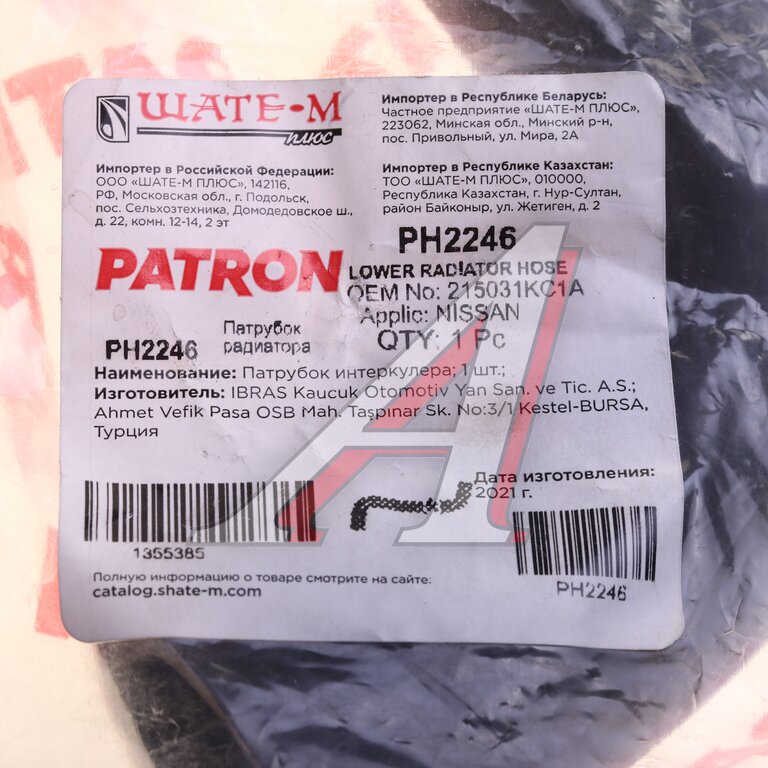 ШАТЕ-М
плюс
Импортер в Республике Беларусь:
Частное предприятие «ШАТЕ-М ПЛЮС»,
223062, Минская обл., Минский р-н,
пос. Привольный, ул. Мира, 2А
Импортер в Российской Федерации:
ООО «ШАТЕ-М ПЛЮС», 142116,
РФ, Московская обл., г. Подольск,
пос. Сельхозтехника, Домодедовское ш.,
д. 22, комн. 12-14, 2 эт
Импортер в Республике Казахстан:
ТОО «ШАТЕ-М ПЛЮС», 010000,
Республика Казахстан, г. Нур-Султан,
район Байконыр, ул. Жетиген, д. 2
PATRON
PH2246
LOWER RADIATOR HOSE
OEM No: 215031KC1A
Applic: NISSAN
QTY: 1 Pc
PH2246
Патрубок
радиатора
Наименование: Патрубок интеркулера; 1 шт.;
Изготовитель: IBRAS Kaucuk Otomotiv Yan San. ve Tic. A.S.;
Ahmet Vefik Pasa OSB Mah. Taşpınar Sk. No:3/1 Kestel-BURSA,
Турция
Дата изготовления:
2021 г.
1355385
PH2246
Полную информацию о товаре смотрите на сайте:
catalog.shate-m.com